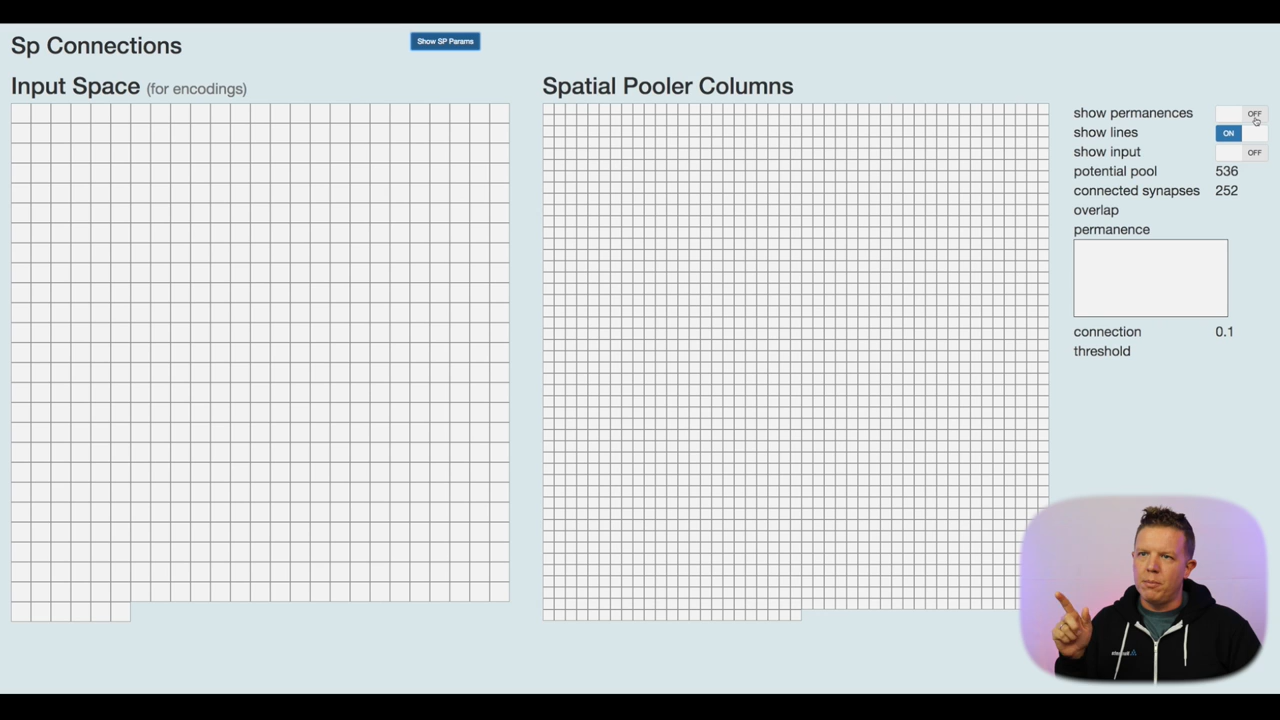 Sp Connections
Show SP Params
Input Space (for encodings)
Spatial Pooler Columns
show permanences OFF
show lines ON
show input OFF
potential pool 536
connected synapses 252
overlap
permanence
connection threshold 0.1